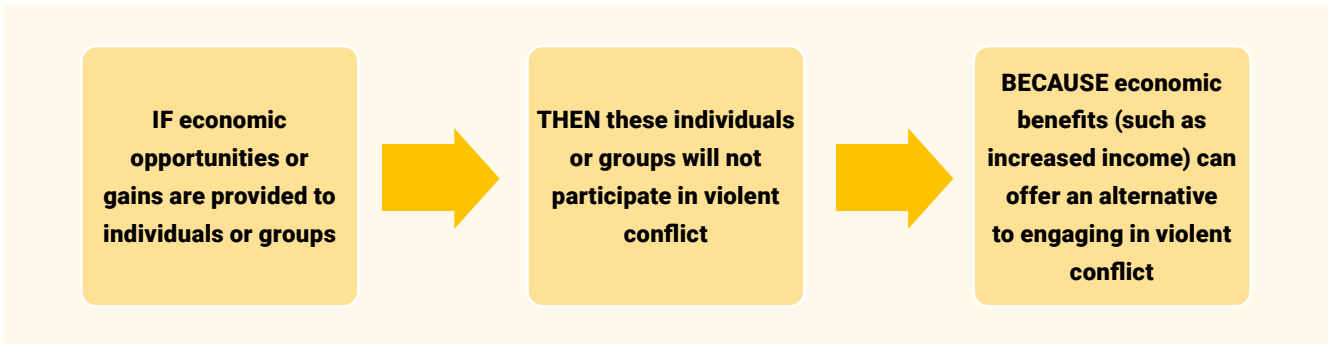 IF economic
opportunities or
gains are provided to
individuals or groups
THEN these individuals
or groups will not
participate in violent
conflict
BECAUSE economic
benefits (such as
increased income) can
offer an alternative
to engaging in violent
conflict